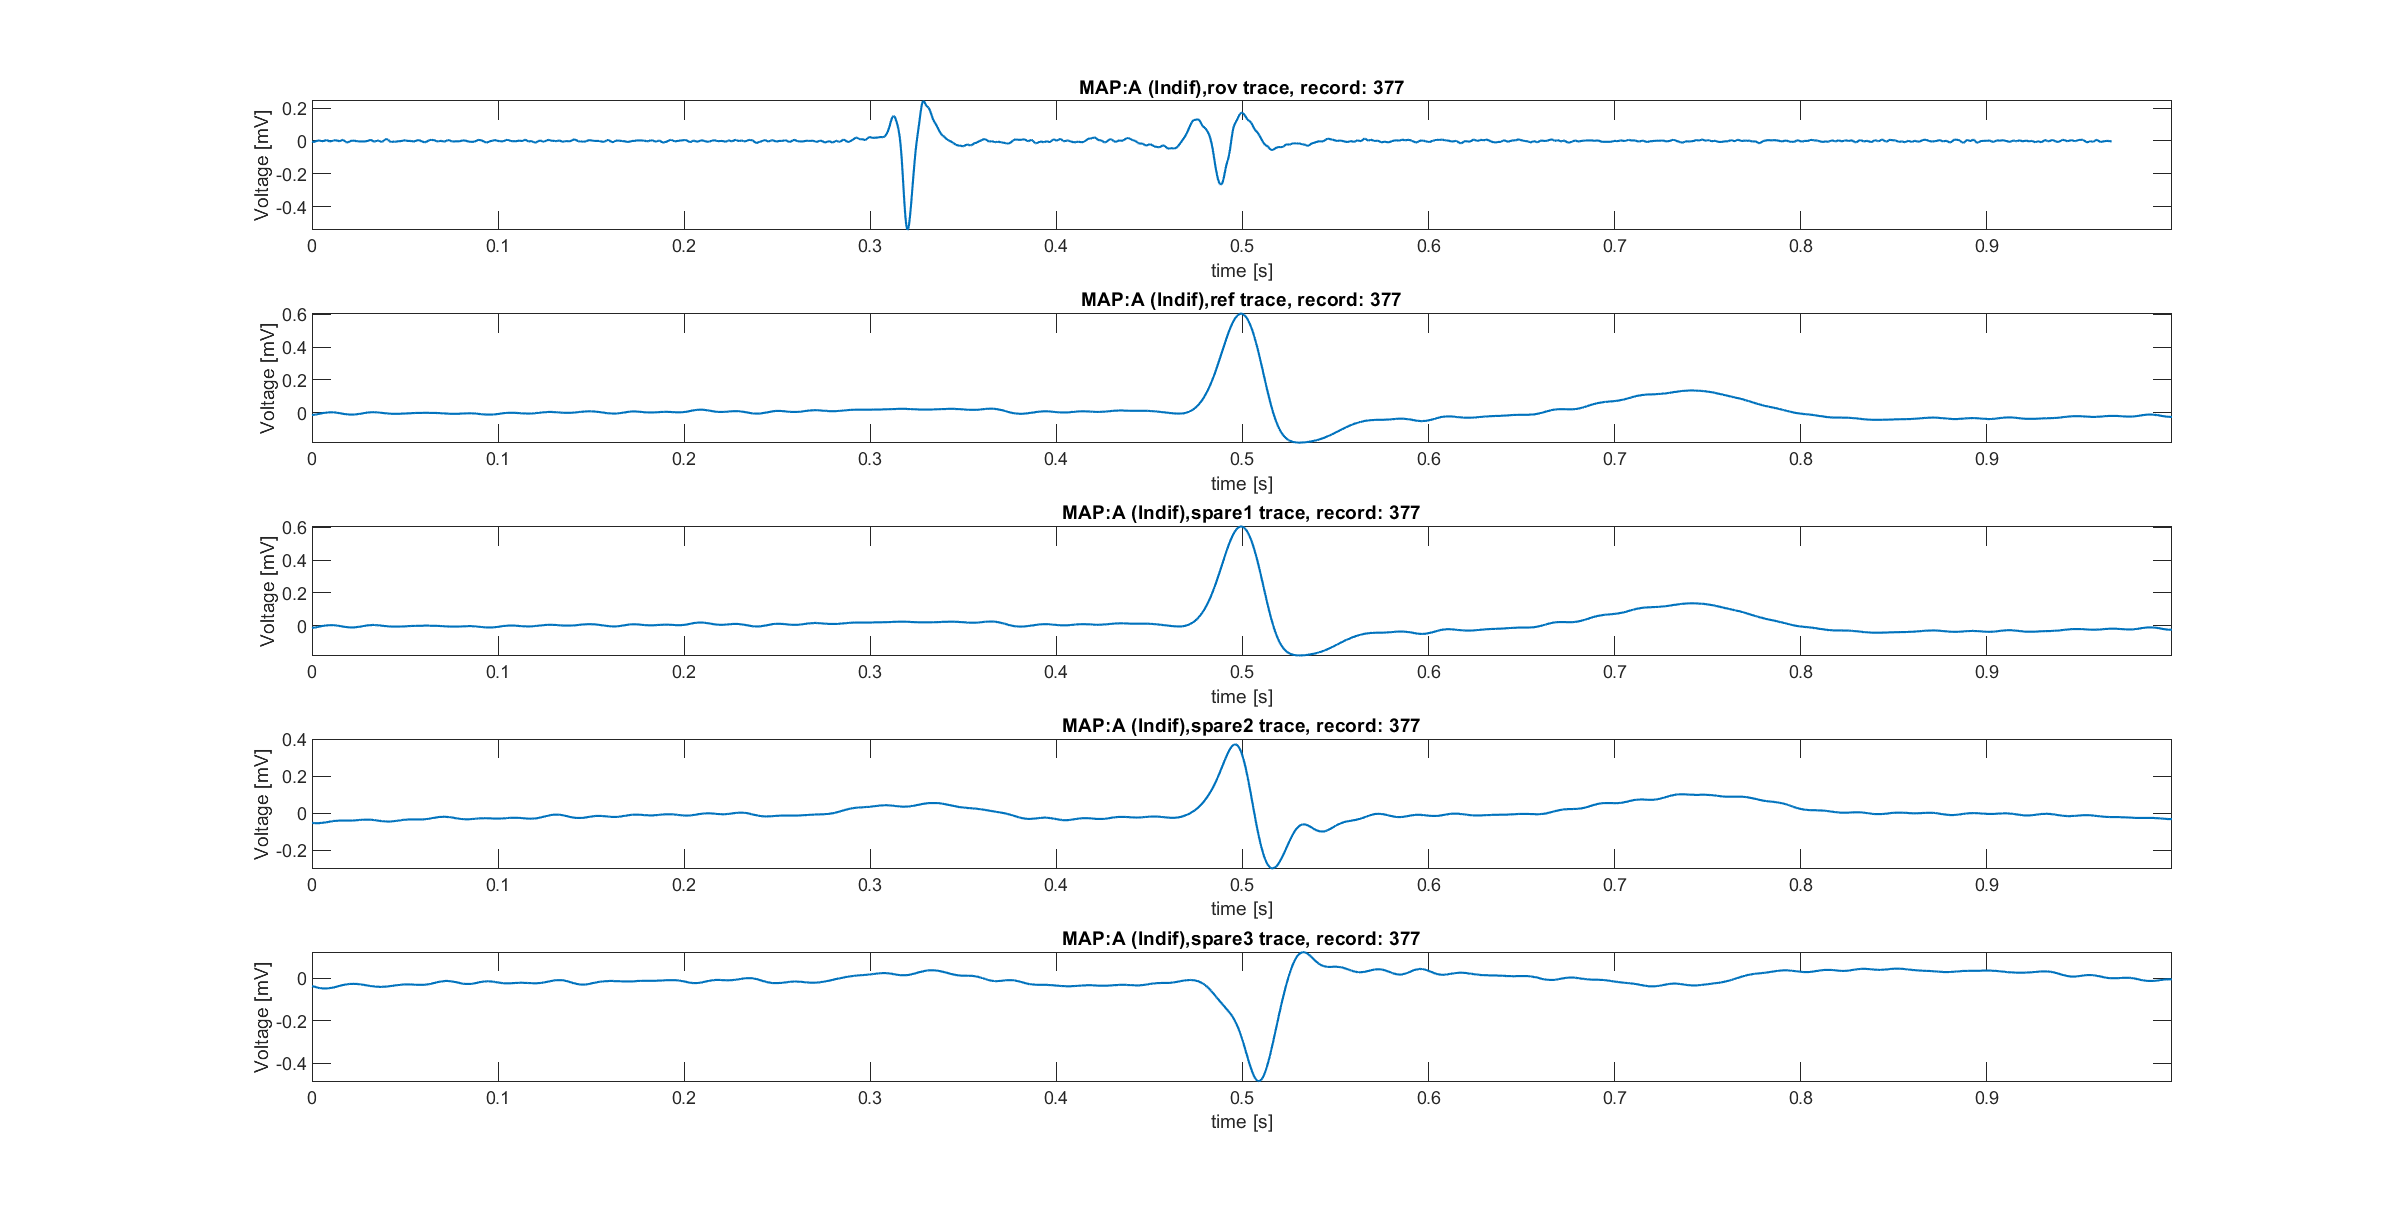 MAP:A (Indif),rov trace, record: 377
Voltage [mV]
0.2
0
-0.2
-0.4
0 0.1 0.2 0.3 0.4 0.5 0.6 0.7 0.8 0.9
time [s]
MAP:A (Indif),ref trace, record: 377
Voltage [mV]
0.6
0.4
0.2
0
0 0.1 0.2 0.3 0.4 0.5 0.6 0.7 0.8 0.9
time [s]
MAP:A (Indif),spare1 trace, record: 377
Voltage [mV]
0.6
0.4
0.2
0
0 0.1 0.2 0.3 0.4 0.5 0.6 0.7 0.8 0.9
time [s]
MAP:A (Indif),spare2 trace, record: 377
Voltage [mV]
0.4
0.2
0
-0.2
0 0.1 0.2 0.3 0.4 0.5 0.6 0.7 0.8 0.9
time [s]
MAP:A (Indif),spare3 trace, record: 377
Voltage [mV]
0
-0.2
-0.4
0 0.1 0.2 0.3 0.4 0.5 0.6 0.7 0.8 0.9
time [s]